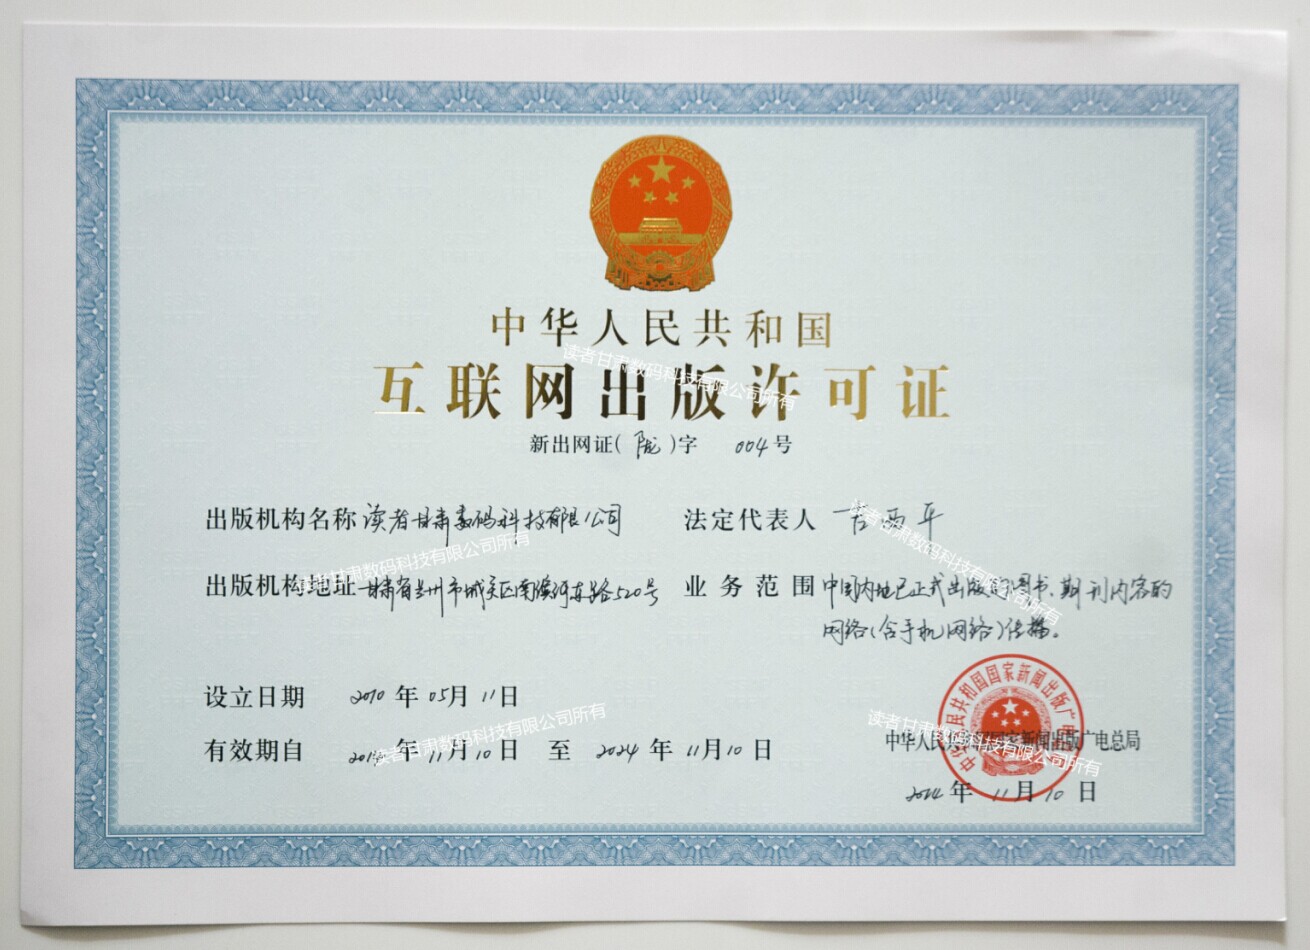 中华人民共和国
互联网出版许可证
新出网证(陇)字 004号
出版机构名称 读者甘肃数码科技有限公司
法定代表人 吉西平
出版机构地址 甘肃省兰州市城关区南滨河东路520号
业务范围 中国内地已正式出版的图书、期刊内容的
网络(含手机网络)传播。
设立日期 2010年05月11日
有效期自 2014年11月10日 至 2024年11月10日
中华人民共和国国家新闻出版广电总局
2014年11月10日
中华人民共和国国家新闻出版广电总局
读者甘肃数码科技有限公司所有
读者甘肃数码科技有限公司所有
读者甘肃数码科技有限公司所有
读者甘肃数码科技有限公司所有
读者甘肃数码科技有限公司所有